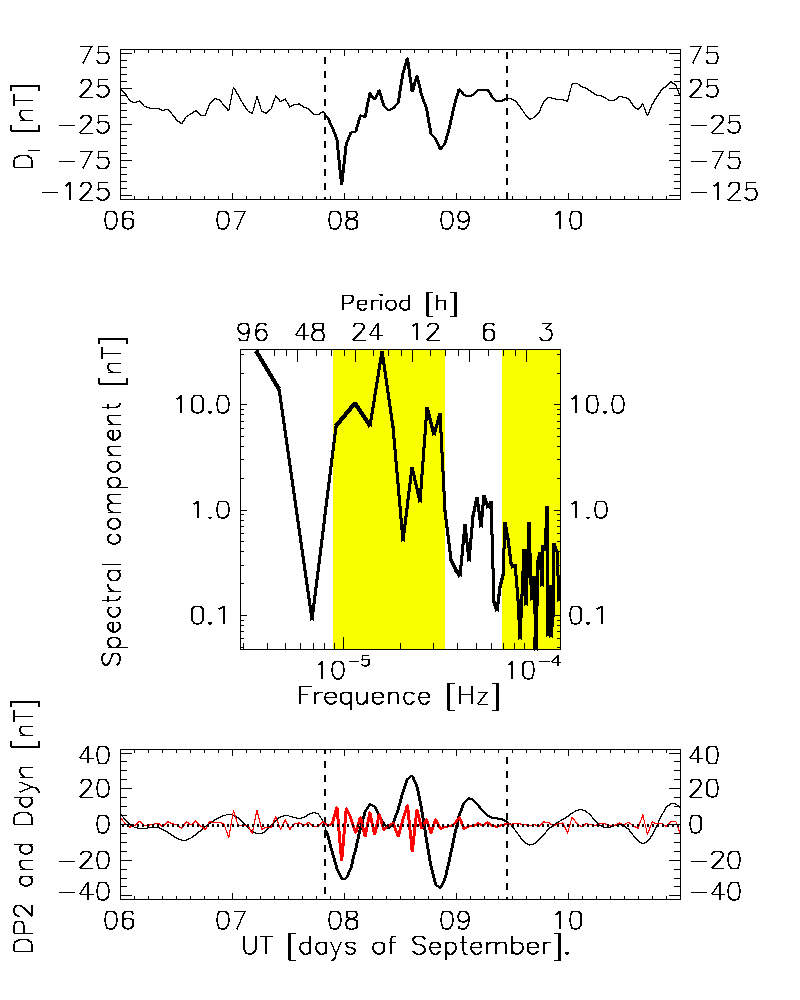 75 75
25 25
−25 −25
−75 −75
−125 −125
D_I [nT]
06 07 08 09 10
Period [h]
96 48 24 12 6 3
Spectral component [nT]
10.0 10.0
1.0 1.0
0.1 0.1
10^-5 10^-4
Frequence [Hz]
DP2 and Ddyn [nT]
40 40
20 20
0 0
−20 −20
−40 −40
06 07 08 09 10
UT [days of September].